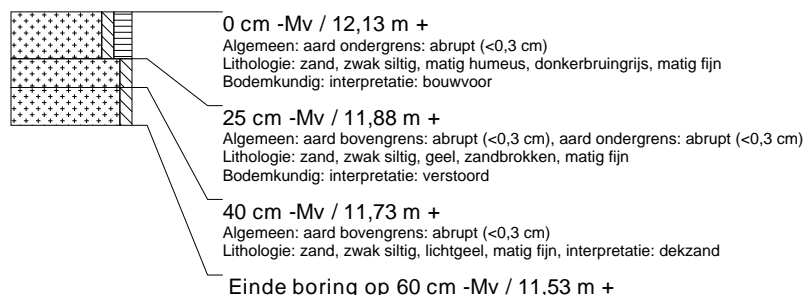 0 cm -Mv / 12,13 m +
Algemeen: aard ondergrens: abrupt (<0,3 cm)
Lithologie: zand, zwak siltig, matig humeus, donkerbruingrijs, matig fijn
Bodemkundig: interpretatie: bouwvoor
25 cm -Mv / 11,88 m +
Algemeen: aard bovengrens: abrupt (<0,3 cm), aard ondergrens: abrupt (<0,3 cm)
Lithologie: zand, zwak siltig, geel, zandbrokken, matig fijn
Bodemkundig: interpretatie: verstoord
40 cm -Mv / 11,73 m +
Algemeen: aard bovengrens: abrupt (<0,3 cm)
Lithologie: zand, zwak siltig, lichtgeel, matig fijn, interpretatie: dekzand
Einde boring op 60 cm -Mv / 11,53 m +